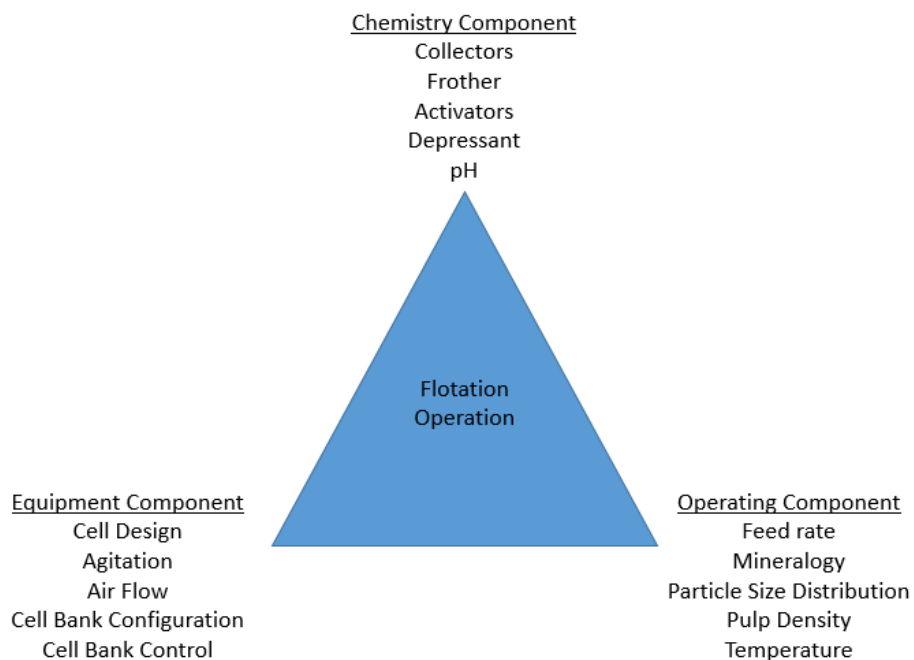 Chemistry Component
Collectors
Frother
Activators
Depressant
pH
Flotation
Operation
Equipment Component
Cell Design
Agitation
Air Flow
Cell Bank Configuration
Cell Bank Control
Operating Component
Feed rate
Mineralogy
Particle Size Distribution
Pulp Density
Temperature